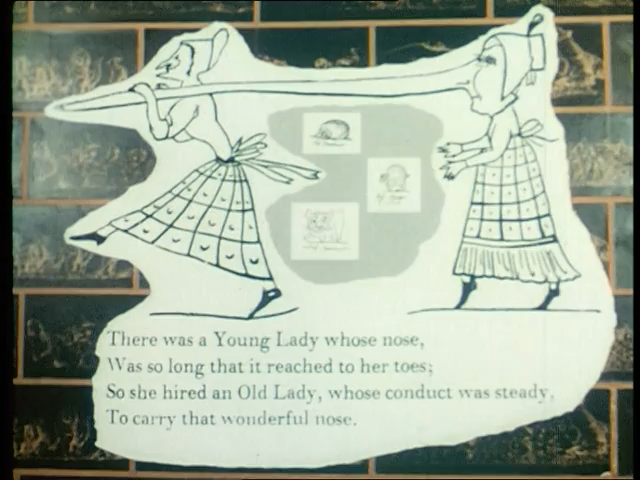 There was a Young Lady whose nose,
Was so long that it reached to her toes;
So she hired an Old Lady, whose conduct was steady,
To carry that wonderful nose.